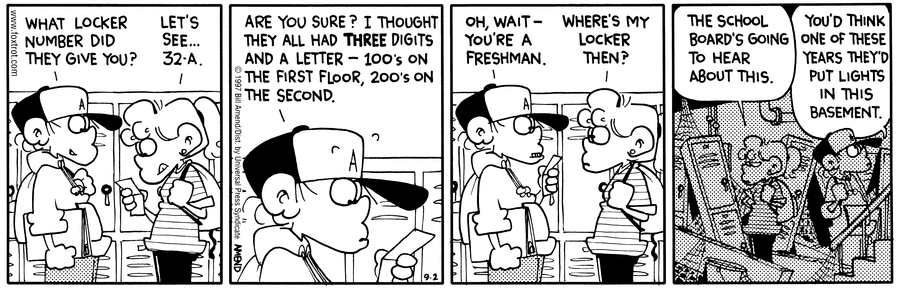 www.foxtrot.com
WHAT LOCKER
NUMBER DID
THEY GIVE YOU?
LET'S
SEE...
32-A.
A
© 1997 Bill Amend/Dist. by Universal Press Syndicate
ARE YOU SURE? I THOUGHT
THEY ALL HAD THREE DIGITS
AND A LETTER — 100'S ON
THE FIRST FLOOR, 200'S ON
THE SECOND.
A
AMEND
9-2
OH, WAIT —
YOU'RE A
FRESHMAN.
WHERE'S MY
LOCKER
THEN?
A
THE SCHOOL
BOARD'S GOING
TO HEAR
ABOUT THIS.
YOU'D THINK
ONE OF THESE
YEARS THEY'D
PUT LIGHTS
IN THIS
BASEMENT.